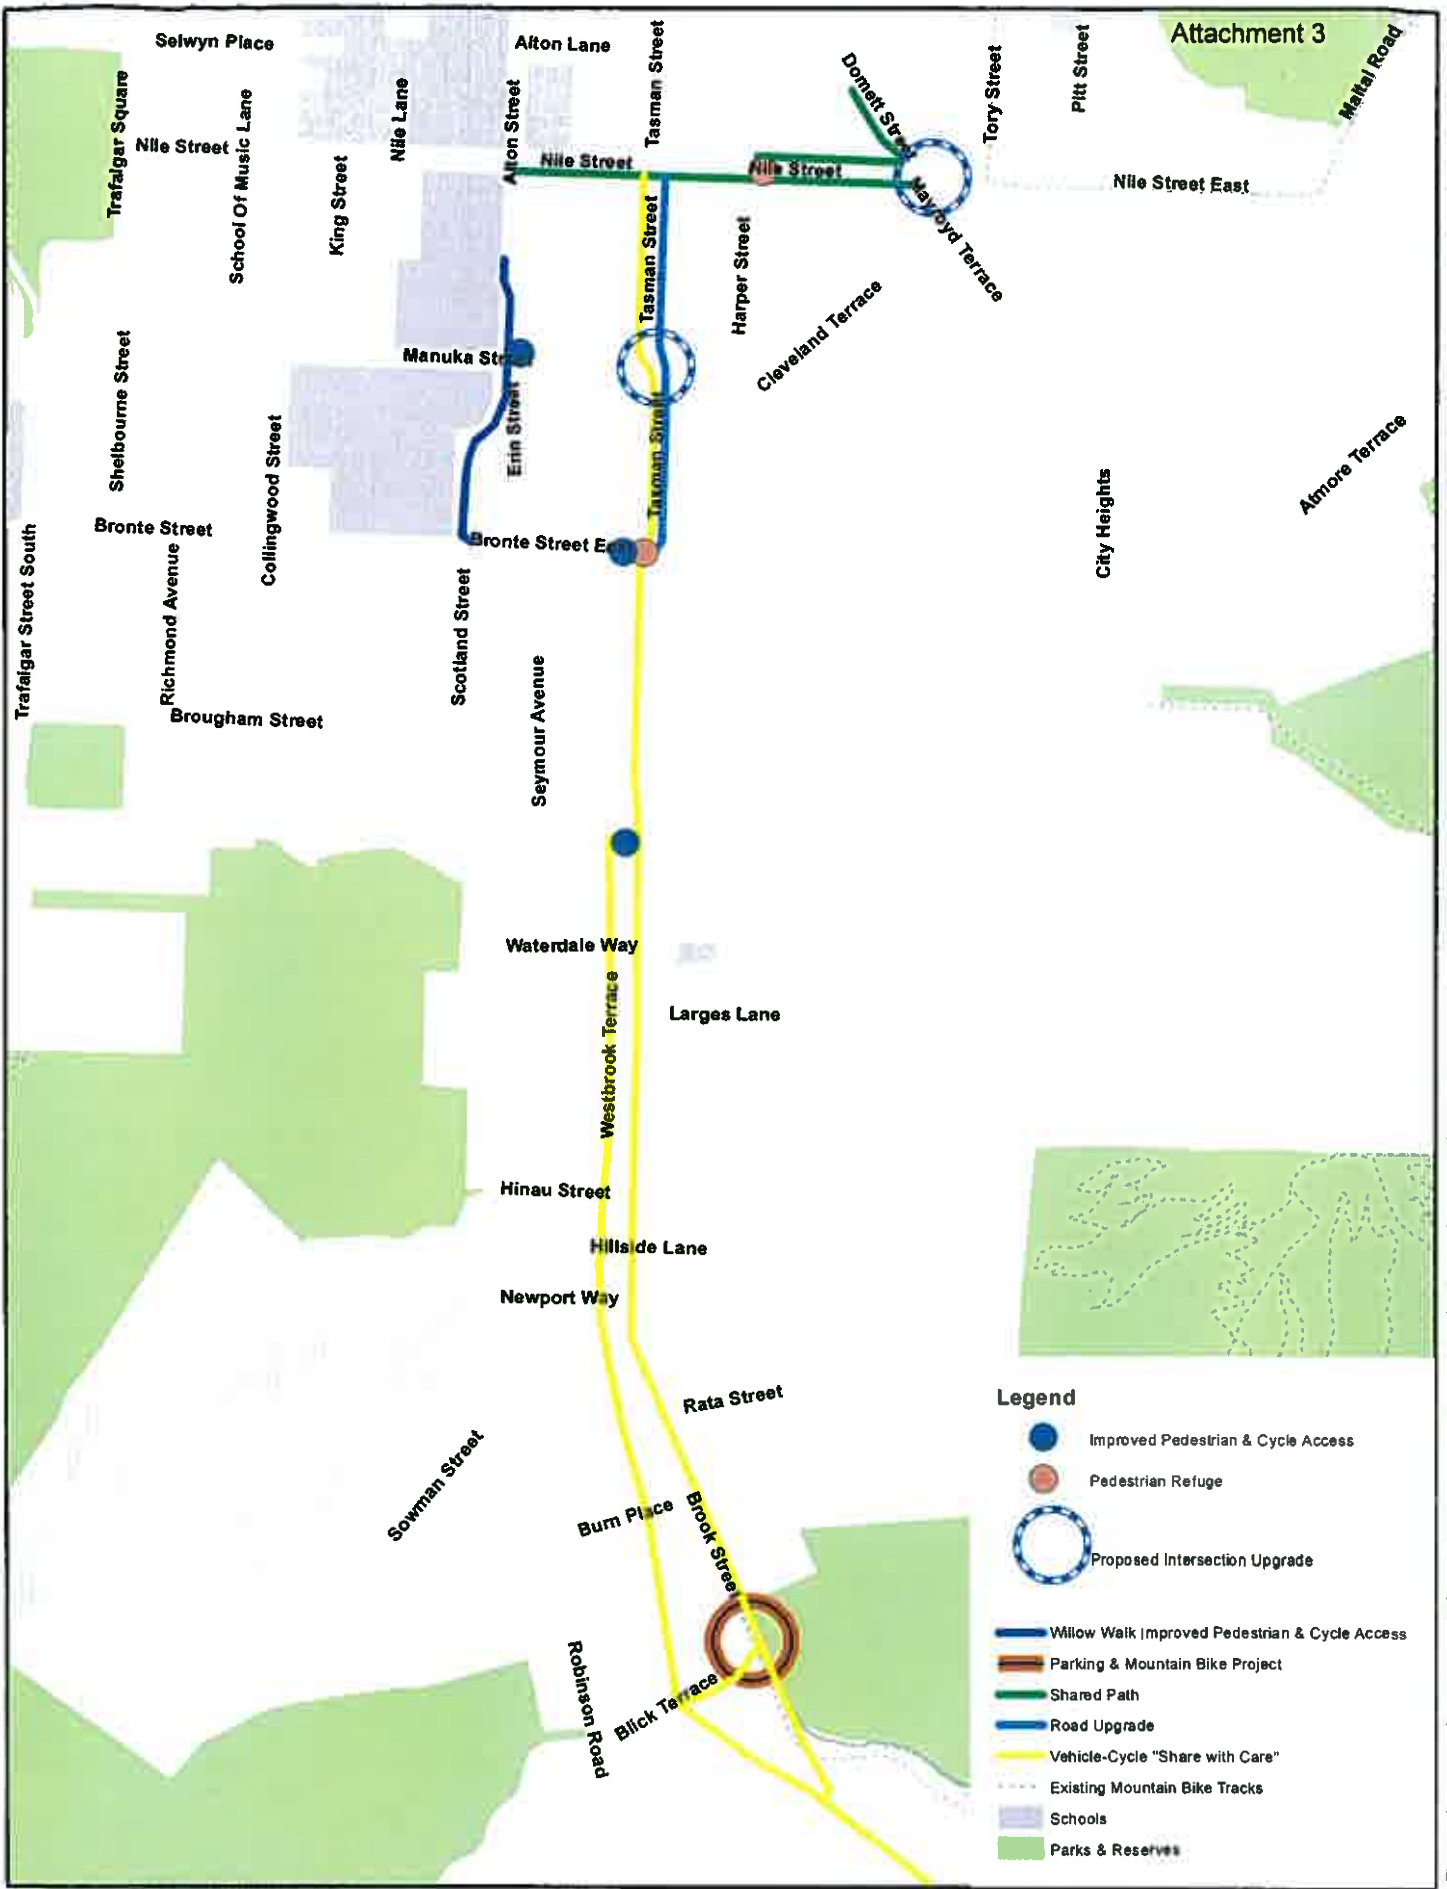 Attachment 3
Selwyn Place
Alton Lane
Tasman Street
Tory Street
Pitt Street
Maitai Road
Domett Street
Trafalgar Square
Nile Street
School Of Music Lane
King Street
Nile Lane
Alton Street
Nile Street
Nile Street
Nile Street East
Hayroyd Terrace
Tasman Street
Harper Street
Cleveland Terrace
Shelbourne Street
Manuka Street
Erin Street
Tasman Street
Collingwood Street
Atmore Terrace
City Heights
Bronte Street
Bronte Street East
Trafalgar Street South
Richmond Avenue
Scotland Street
Seymour Avenue
Brougham Street
Waterdale Way
Westbrook Terrace
Larges Lane
Hinau Street
Hillside Lane
Newport Way
Rata Street
Sowman Street
Burn Place
Brook Street
Robinson Road
Blick Terrace
Legend
Improved Pedestrian & Cycle Access
Pedestrian Refuge
Proposed Intersection Upgrade
Willow Walk Improved Pedestrian & Cycle Access
Parking & Mountain Bike Project
Shared Path
Road Upgrade
Vehicle-Cycle "Share with Care"
Existing Mountain Bike Tracks
Schools
Parks & Reserves